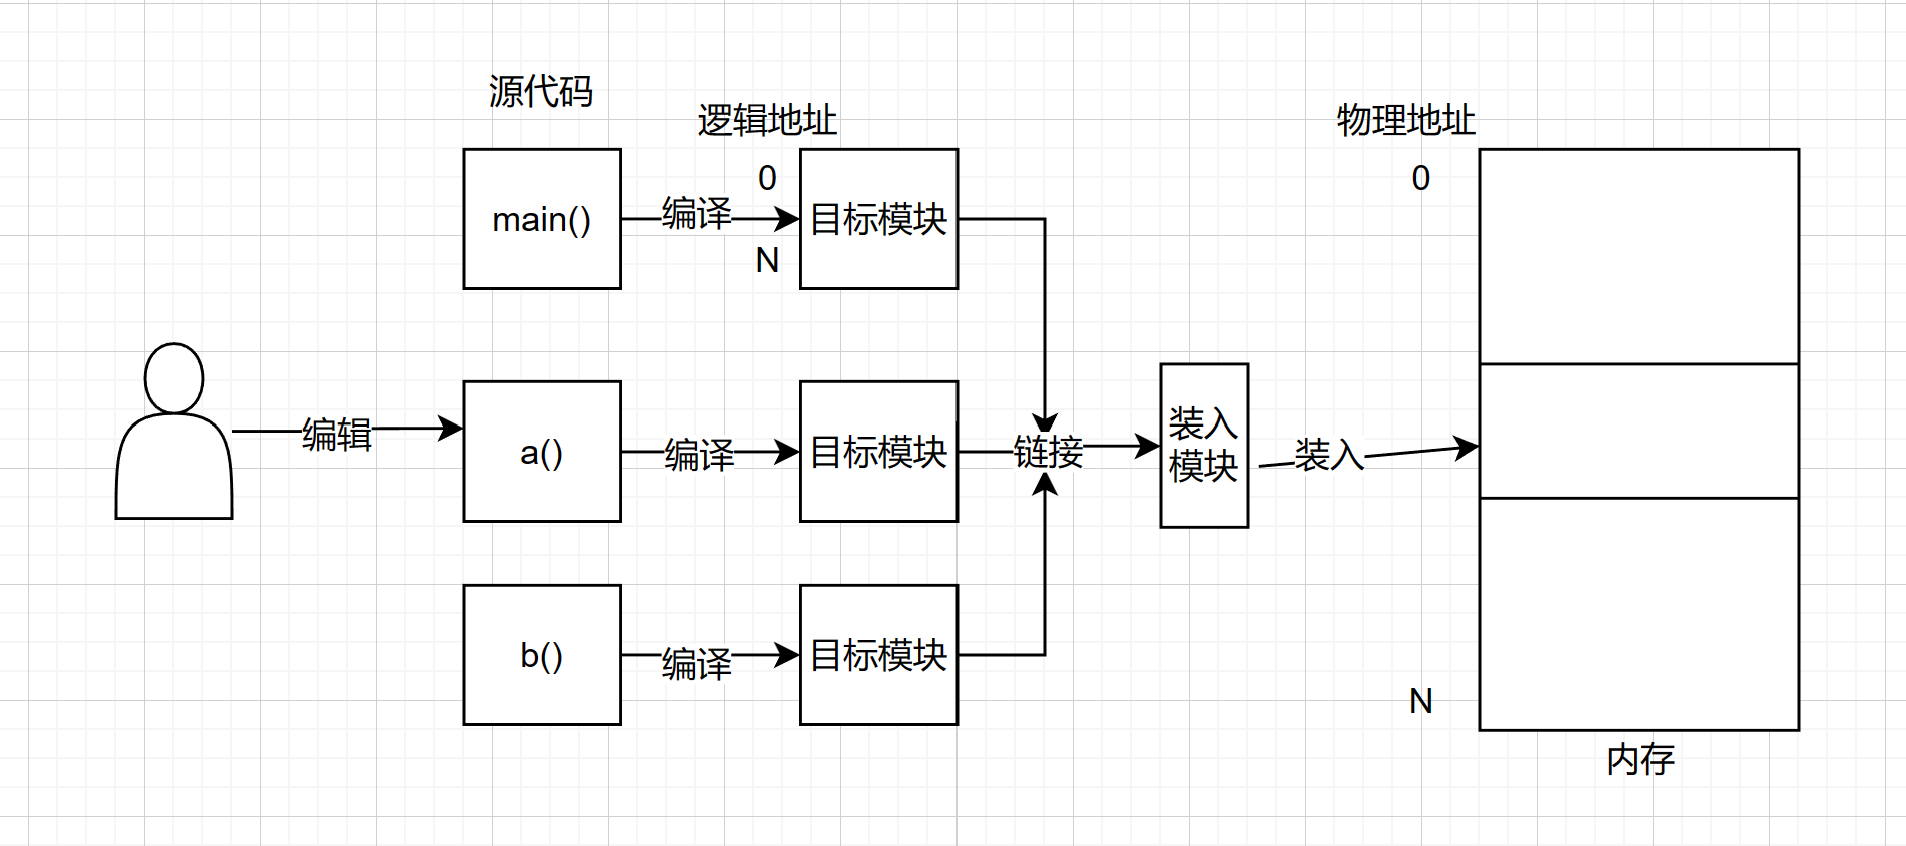 源代码
逻辑地址
物理地址
0
0
main()
编译
目标模块
N
编辑
a()
编译
目标模块
链接
装入
模块
装入
b()
编译
目标模块
N
内存